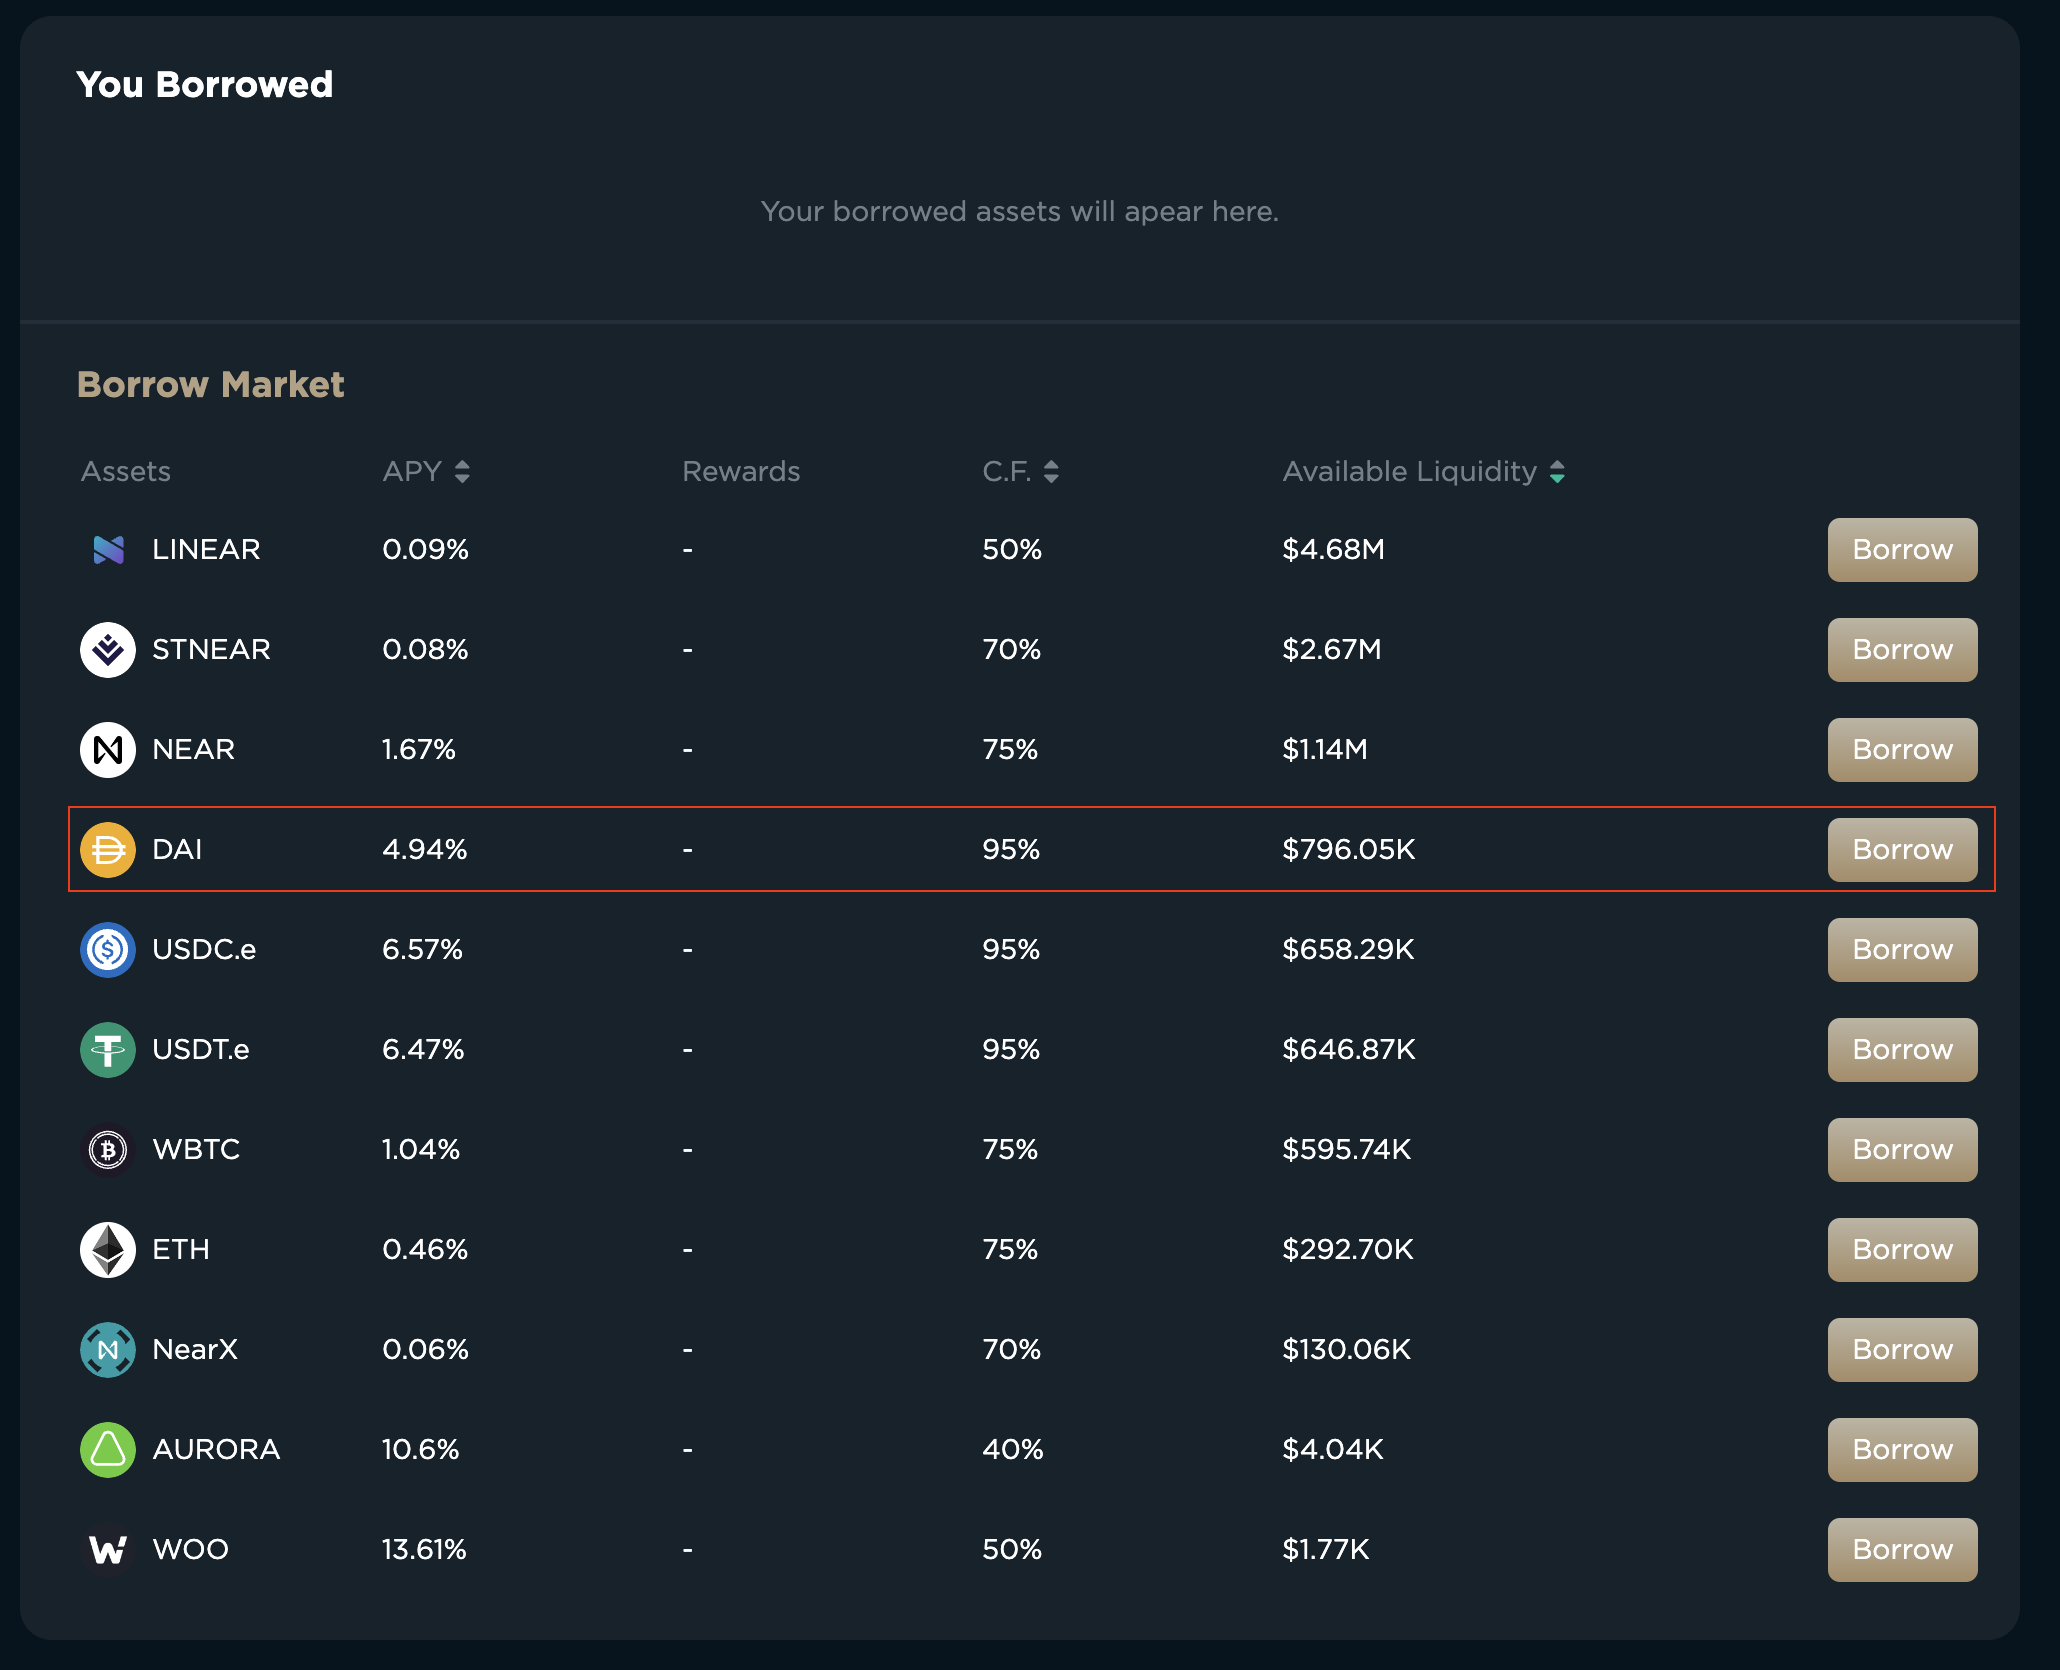 You Borrowed
Your borrowed assets will apear here.
Borrow Market
Assets APY Rewards C.F. Available Liquidity
LINEAR 0.09% - 50% $4.68M Borrow
STNEAR 0.08% - 70% $2.67M Borrow
NEAR 1.67% - 75% $1.14M Borrow
DAI 4.94% - 95% $796.05K Borrow
USDC.e 6.57% - 95% $658.29K Borrow
USDT.e 6.47% - 95% $646.87K Borrow
WBTC 1.04% - 75% $595.74K Borrow
ETH 0.46% - 75% $292.70K Borrow
NearX 0.06% - 70% $130.06K Borrow
AURORA 10.6% - 40% $4.04K Borrow
WOO 13.61% - 50% $1.77K Borrow